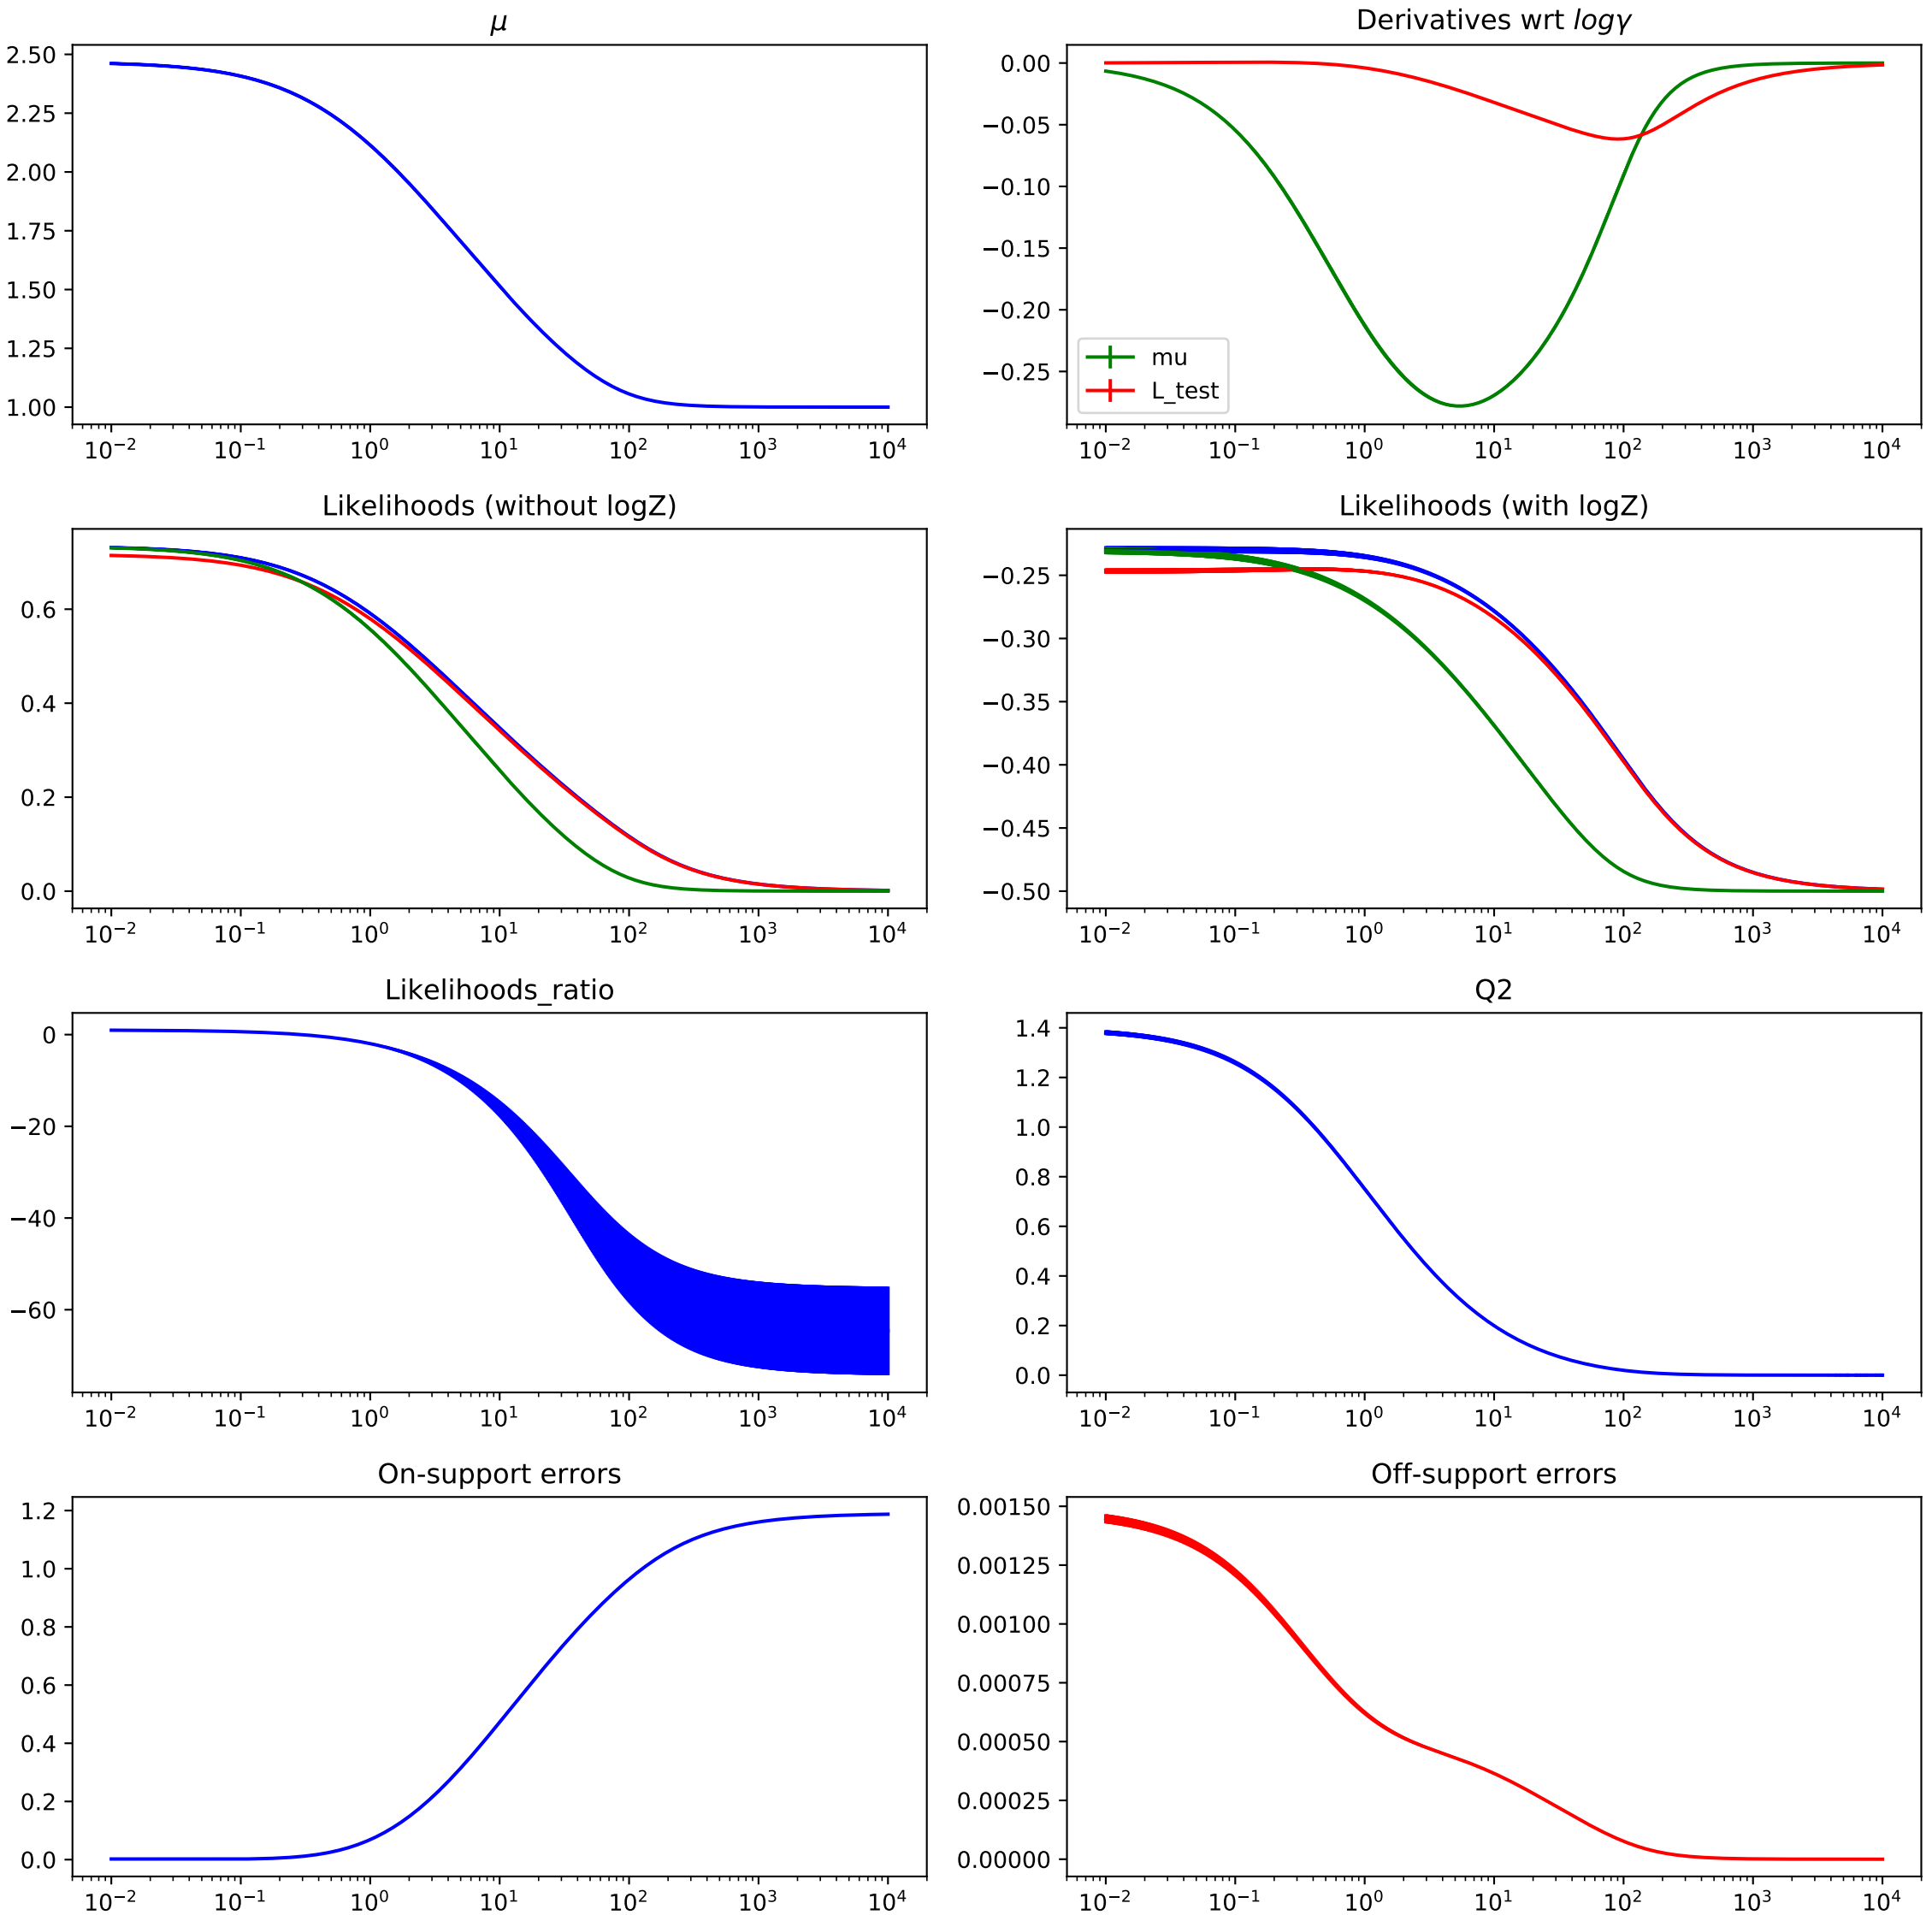 μ
2.50
2.25
2.00
1.75
1.50
1.25
1.00
10⁻² 10⁻¹ 10⁰ 10¹ 10² 10³ 10⁴
Derivatives wrt logγ
0.00
−0.05
−0.10
−0.15
−0.20
−0.25
mu
L_test
10⁻² 10⁻¹ 10⁰ 10¹ 10² 10³ 10⁴
Likelihoods (without logZ)
0.6
0.4
0.2
0.0
10⁻² 10⁻¹ 10⁰ 10¹ 10² 10³ 10⁴
Likelihoods (with logZ)
−0.25
−0.30
−0.35
−0.40
−0.45
−0.50
10⁻² 10⁻¹ 10⁰ 10¹ 10² 10³ 10⁴
Likelihoods_ratio
0
−20
−40
−60
10⁻² 10⁻¹ 10⁰ 10¹ 10² 10³ 10⁴
Q2
1.4
1.2
1.0
0.8
0.6
0.4
0.2
0.0
10⁻² 10⁻¹ 10⁰ 10¹ 10² 10³ 10⁴
On-support errors
1.2
1.0
0.8
0.6
0.4
0.2
0.0
10⁻² 10⁻¹ 10⁰ 10¹ 10² 10³ 10⁴
Off-support errors
0.00150
0.00125
0.00100
0.00075
0.00050
0.00025
0.00000
10⁻² 10⁻¹ 10⁰ 10¹ 10² 10³ 10⁴